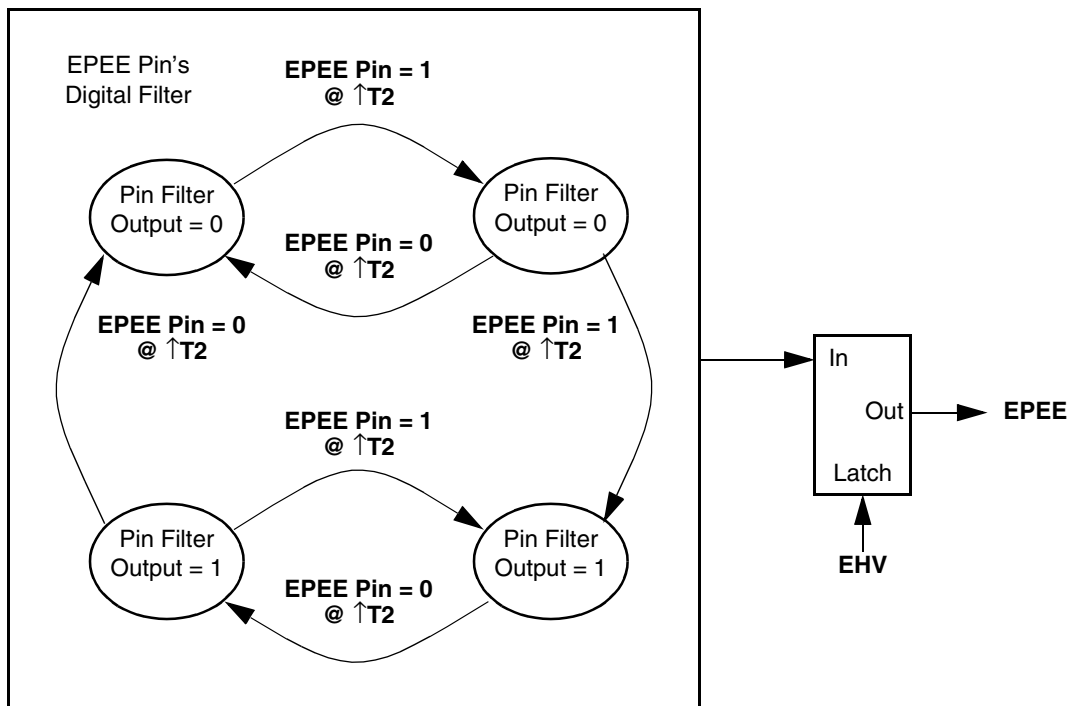 EPEE Pin's
Digital Filter
EPEE Pin = 1
@ ↑T2
Pin Filter
Output = 0
Pin Filter
Output = 0
EPEE Pin = 0
@ ↑T2
EPEE Pin = 0
@ ↑T2
EPEE Pin = 1
@ ↑T2
In
Out
EPEE
Latch
EHV
EPEE Pin = 1
@ ↑T2
Pin Filter
Output = 1
Pin Filter
Output = 1
EPEE Pin = 0
@ ↑T2